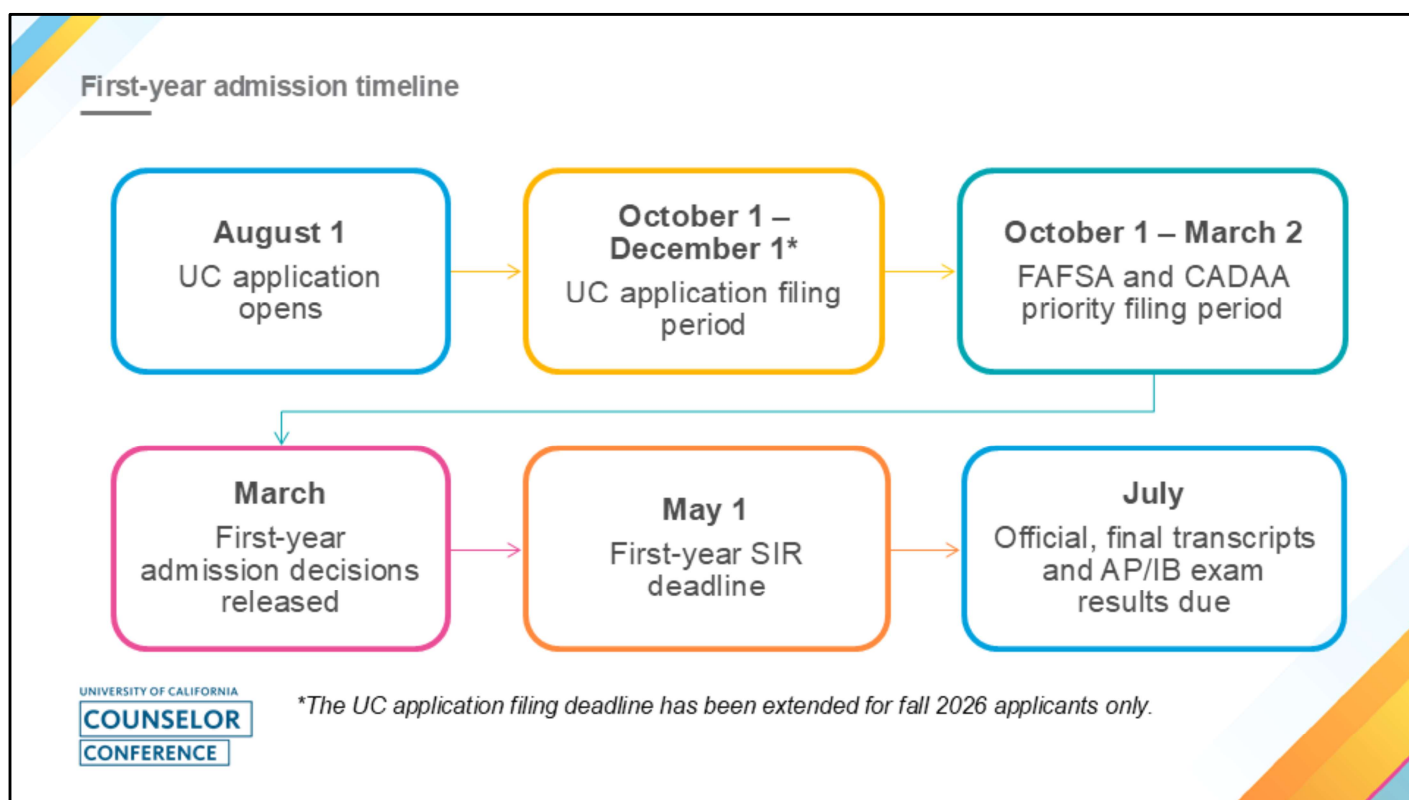 First-year admission timeline
August 1
UC application
opens
October 1 –
December 1*
UC application filing
period
October 1 – March 2
FAFSA and CADAA
priority filing period
March
First-year
admission decisions
released
May 1
First-year SIR
deadline
July
Official, final transcripts
and AP/IB exam
results due
UNIVERSITY OF CALIFORNIA
COUNSELOR
CONFERENCE
*The UC application filing deadline has been extended for fall 2026 applicants only.